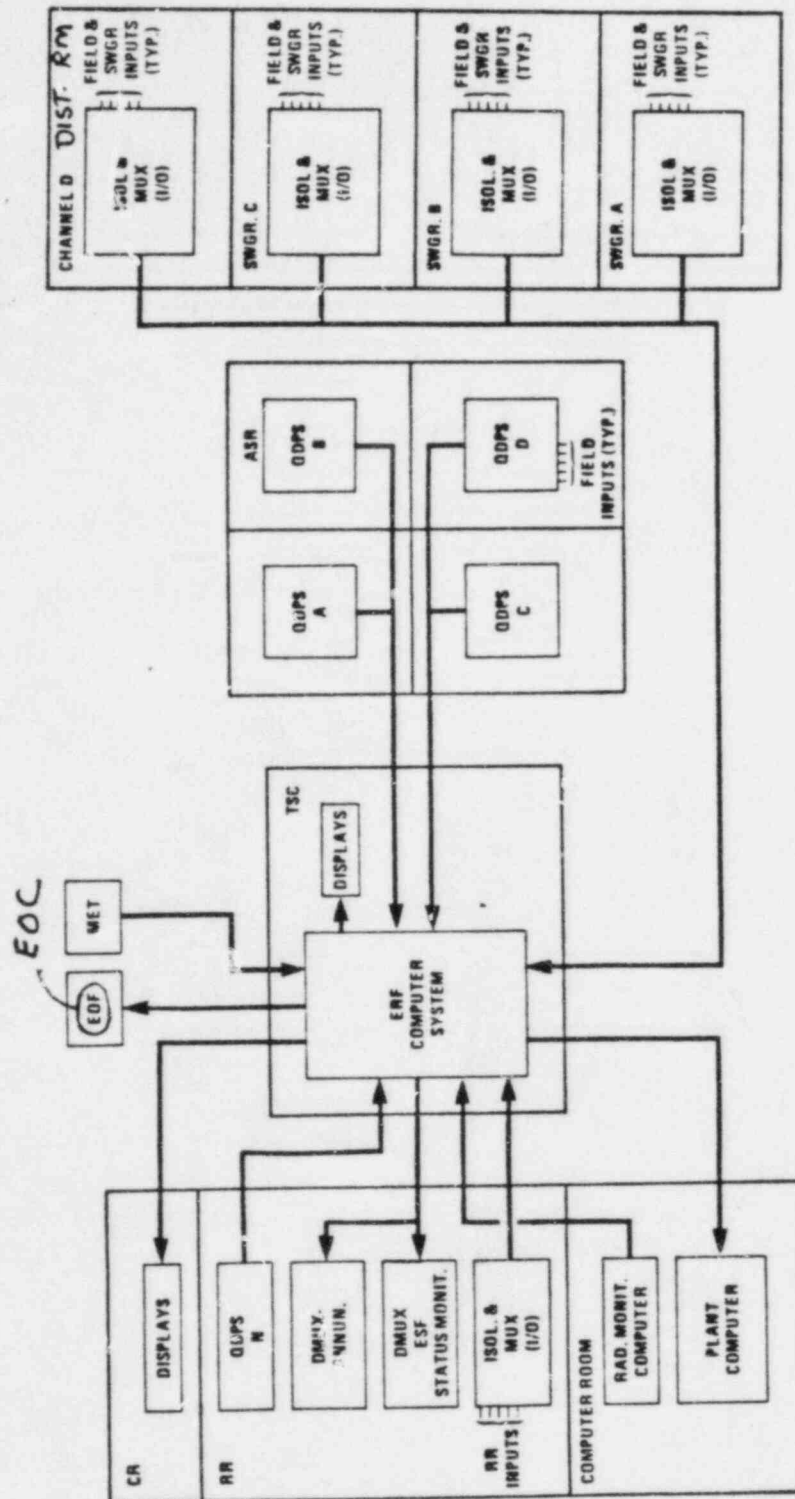 EOC
EOF
MET
CR
DISPLAYS
RR
QDPS
N
DMUX-
ANNUN.
DMUX
ESF
STATUS MONIT.
ISOL. &
MUX
(I/O)
RR
INPUTS
COMPUTER ROOM
RAD. MONIT.
COMPUTER
PLANT
COMPUTER
TSC
DISPLAYS
ERF
COMPUTER
SYSTEM
QDPS
A
ASR
QDPS
B
QDPS
C
QDPS
D
FIELD
INPUTS (TYP.)
CHANNEL D DIST. RM
ISOL &
MUX
(I/O)
FIELD &
SWGR
INPUTS
(TYP.)
SWGR. C
ISOL &
MUX
(I/O)
FIELD &
SWGR
INPUTS
(TYP.)
SWGR. B
ISOL. &
MUX
(I/O)
FIELD &
SWGR
INPUTS
(TYP.)
SWGR. A
ISOL &
MUX
(I/O)
FIELD &
SWGR
INPUTS
(TYP.)